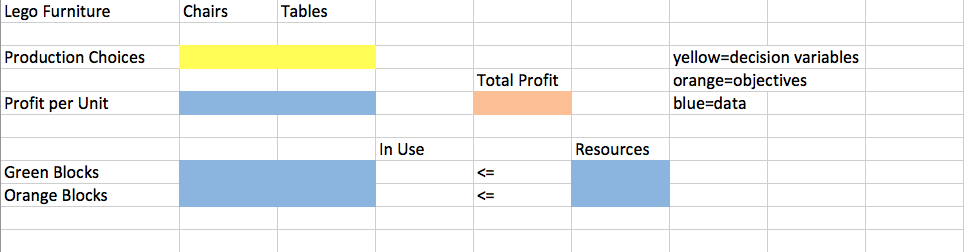 Lego Furniture Chairs Tables
Production Choices yellow=decision variables
Total Profit orange=objectives
Profit per Unit blue=data
In Use Resources
Green Blocks <=
Orange Blocks <=